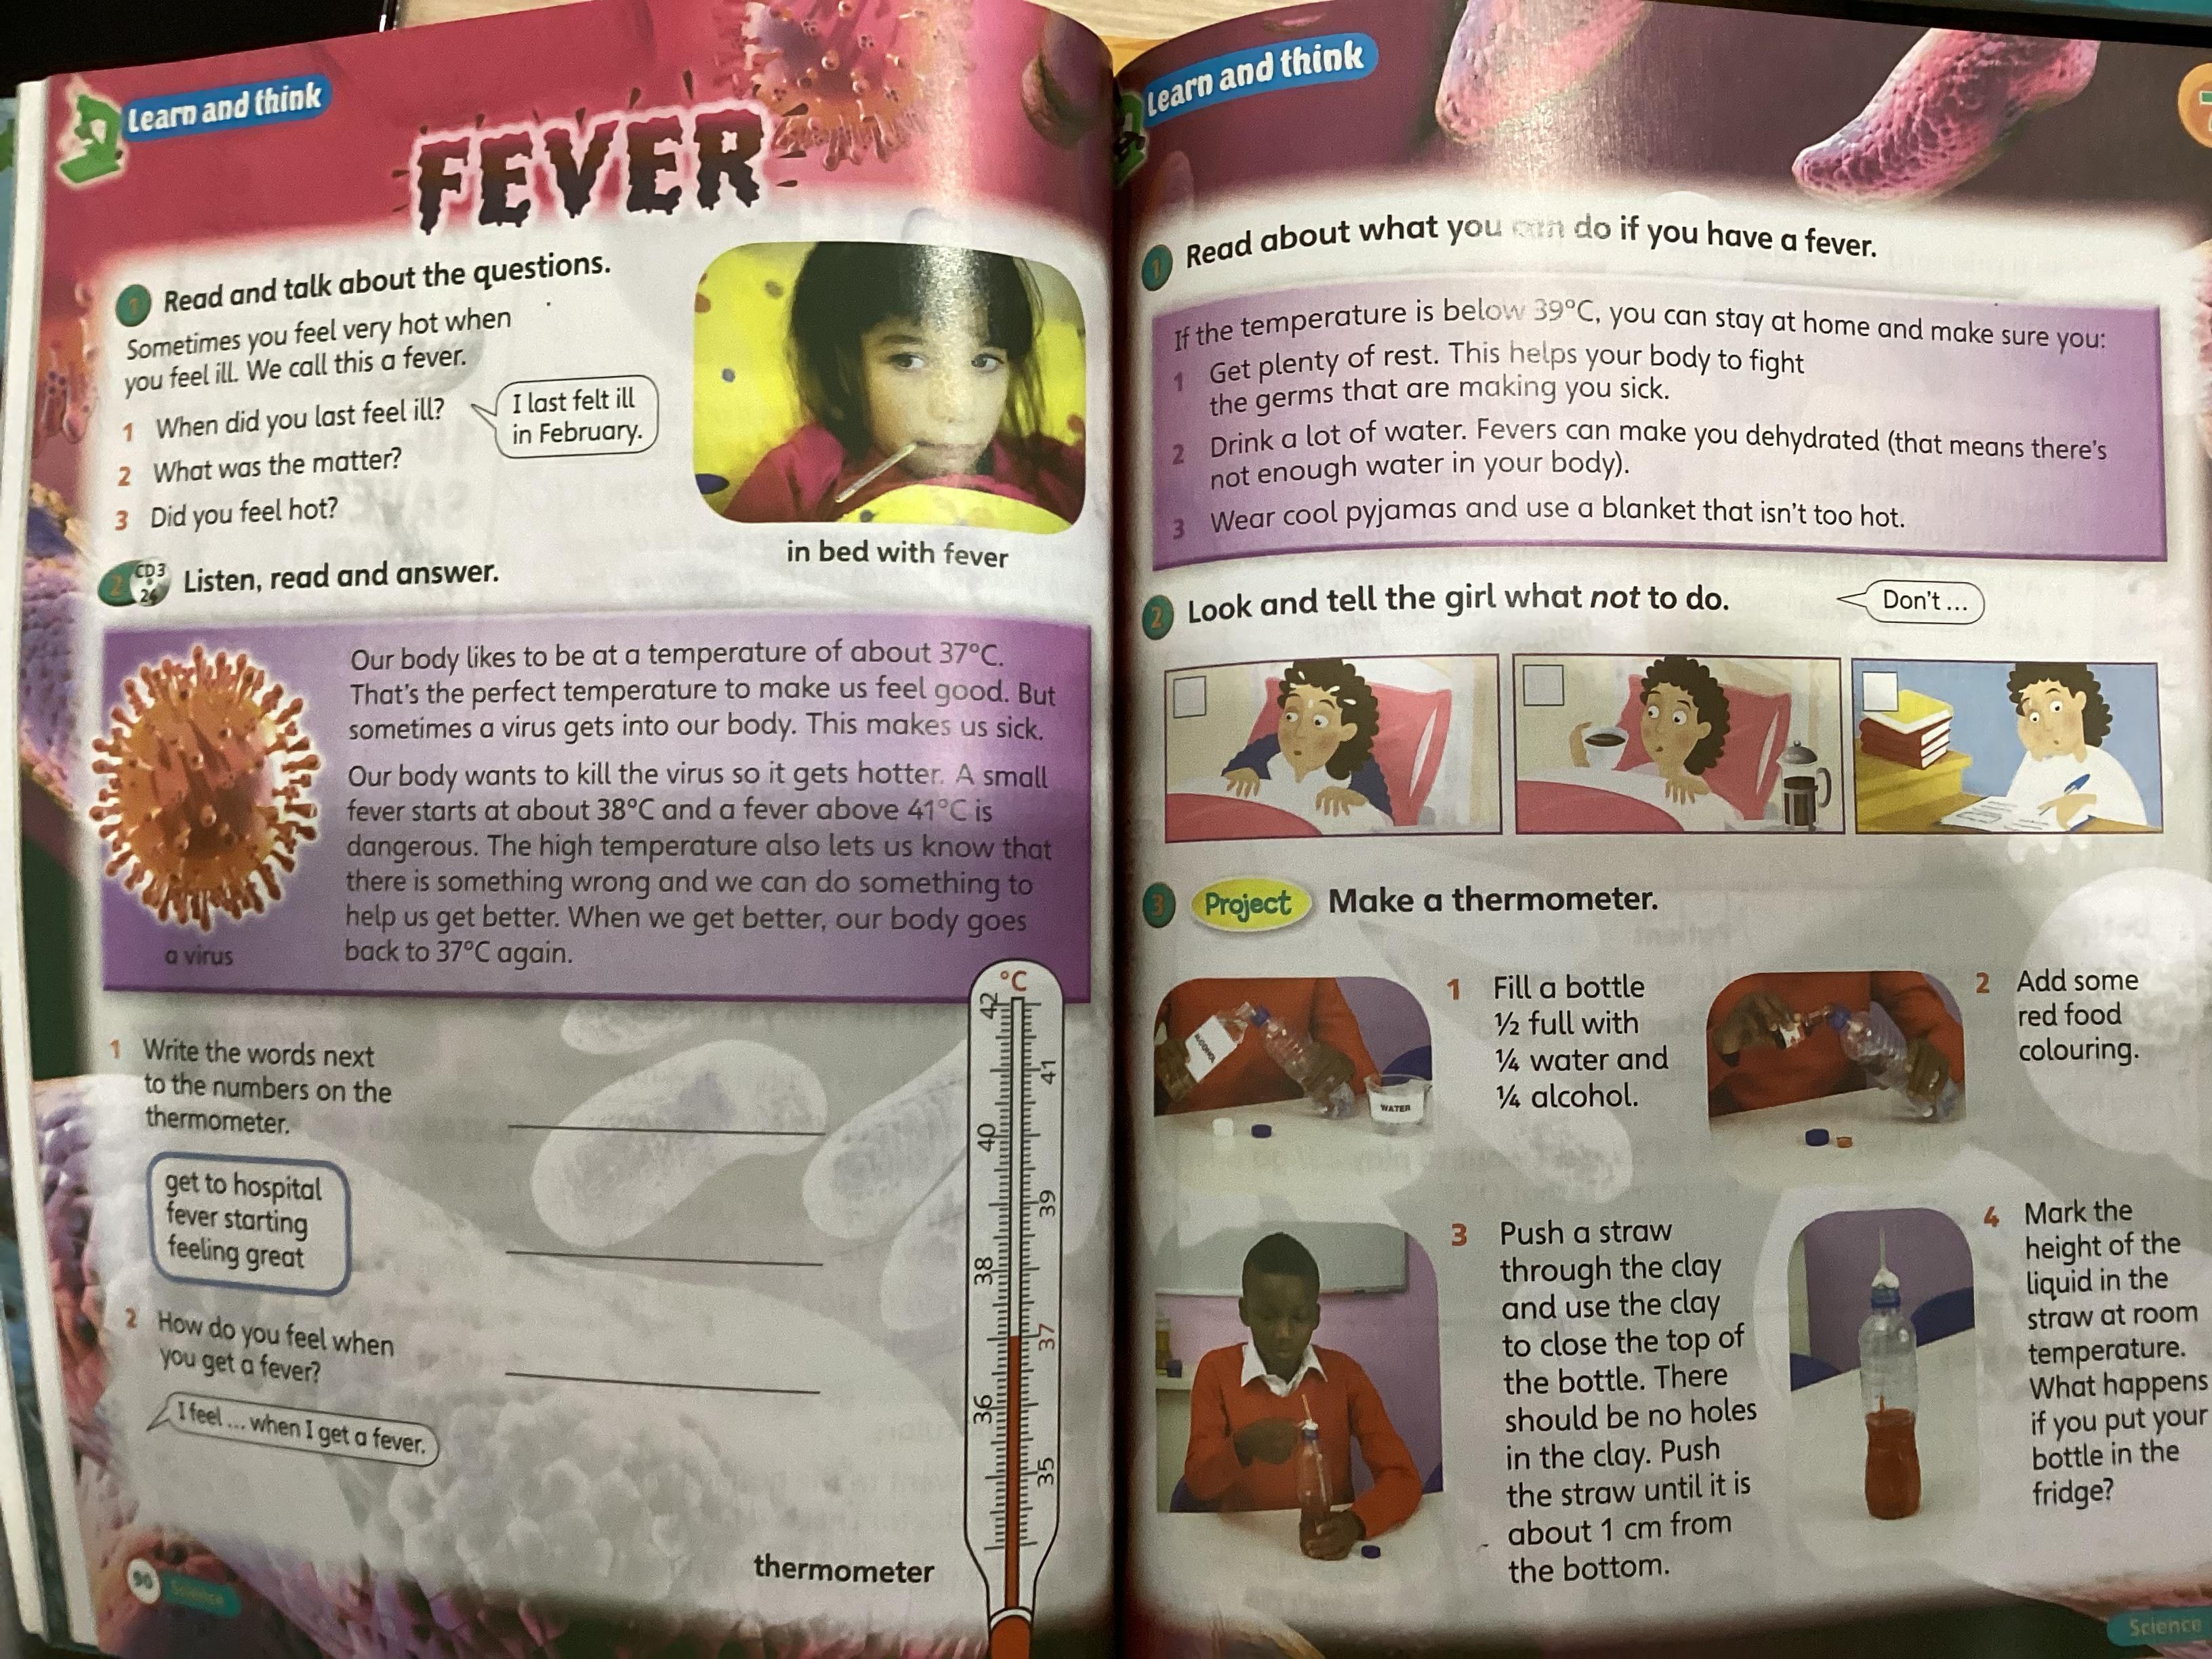 Learn and think
FEVER
1 Read and talk about the questions.
Sometimes you feel very hot when
you feel ill. We call this a fever.
1 When did you last feel ill?
I last felt ill
in February.
2 What was the matter?
3 Did you feel hot?
in bed with fever
2 CD3 24 Listen, read and answer.
Our body likes to be at a temperature of about 37°C.
That's the perfect temperature to make us feel good. But
sometimes a virus gets into our body. This makes us sick.
Our body wants to kill the virus so it gets hotter. A small
fever starts at about 38°C and a fever above 41°C is
dangerous. The high temperature also lets us know that
there is something wrong and we can do something to
help us get better. When we get better, our body goes
back to 37°C again.
a virus
1 Write the words next
to the numbers on the
thermometer.
get to hospital
fever starting
feeling great
2 How do you feel when
you get a fever?
I feel ... when I get a fever.
°C
42
41
40
39
38
37
36
35
thermometer
90 Science
Learn and think
1 Read about what you can do if you have a fever.
If the temperature is below 39°C, you can stay at home and make sure you:
1 Get plenty of rest. This helps your body to fight
the germs that are making you sick.
2 Drink a lot of water. Fevers can make you dehydrated (that means there's
not enough water in your body).
3 Wear cool pyjamas and use a blanket that isn't too hot.
2 Look and tell the girl what not to do.
Don't ...
3 Project Make a thermometer.
ALCOHOL
WATER
1 Fill a bottle
½ full with
¼ water and
¼ alcohol.
2 Add some
red food
colouring.
3 Push a straw
through the clay
and use the clay
to close the top of
the bottle. There
should be no holes
in the clay. Push
the straw until it is
about 1 cm from
the bottom.
4 Mark the
height of the
liquid in the
straw at room
temperature.
What happens
if you put your
bottle in the
fridge?
Science